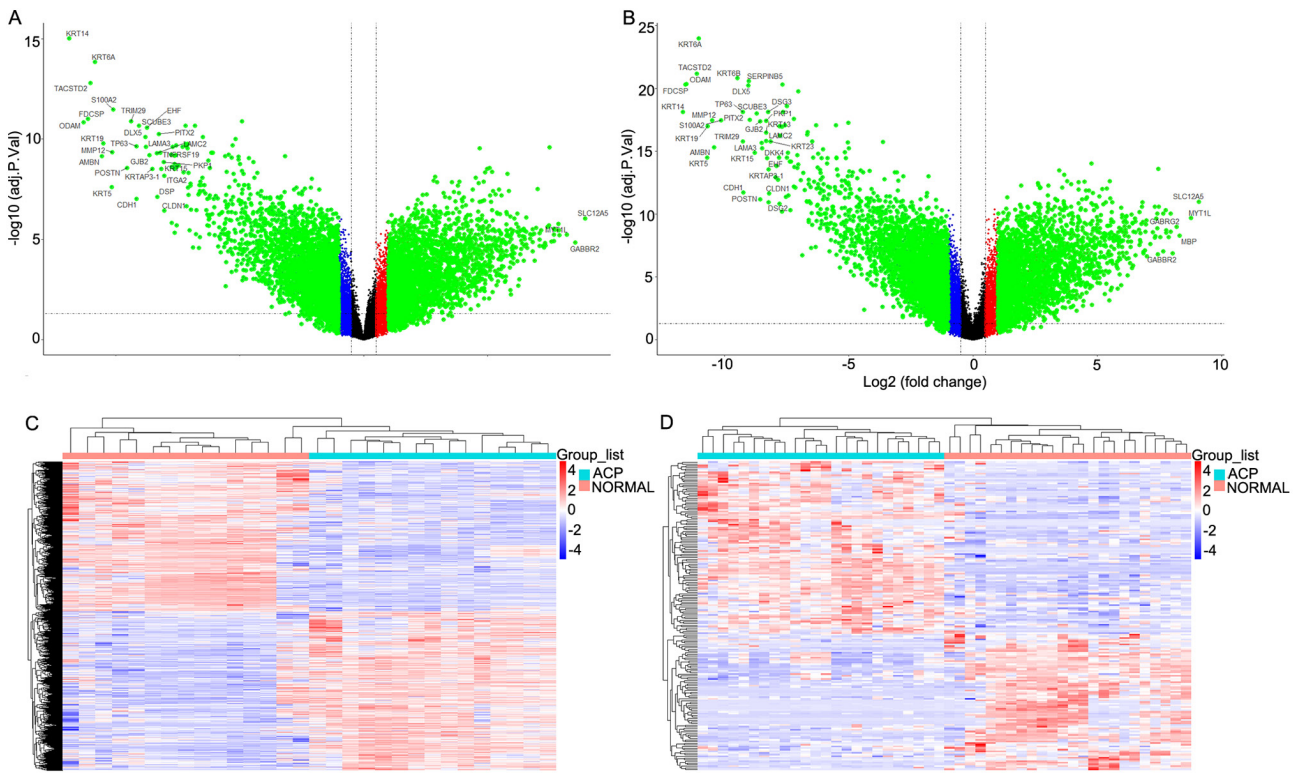 A
15
10
5
0
-log10 (adj.P.Val)
KRT14
KRT6A
TACSTD2
S100A2
FDCSP
ODAM
TRIM29
EHF
SCUBE3
DLX5
PITX2
KRT19
TP63
LAMA3
LAMC2
MMP12
TNFRSF19
AMBN
GJB2
PKP1
POSTN
KRT15
KRTAP3-1
ITGA2
KRT5
DSP
CDH1
CLDN1
SLC12A5
MYT1L
GABBR2
B
25
20
15
10
5
0
-log10 (adj.P.Val)
KRT6A
TACSTD2
ODAM
KRT6B
SERPINB5
FDCSP
DLX5
KRT14
TP63
SCUBE3
DSG3
MMP12
PITX2
PKP1
S100A2
GJB2
KRT13
KRT19
TRIM29
LAMC2
LAMA3
KRT23
AMBN
KRT15
DKK4
KRT5
EHF
KRTAP3-1
CDH1
CLDN1
POSTN
DSG2
SLC12A5
MYT1L
GABRG2
MBP
GABBR2
-10
-5
0
5
10
Log2 (fold change)
C
Group_list
ACP
NORMAL
4
2
0
-2
-4
D
Group_list
ACP
NORMAL
4
2
0
-2
-4